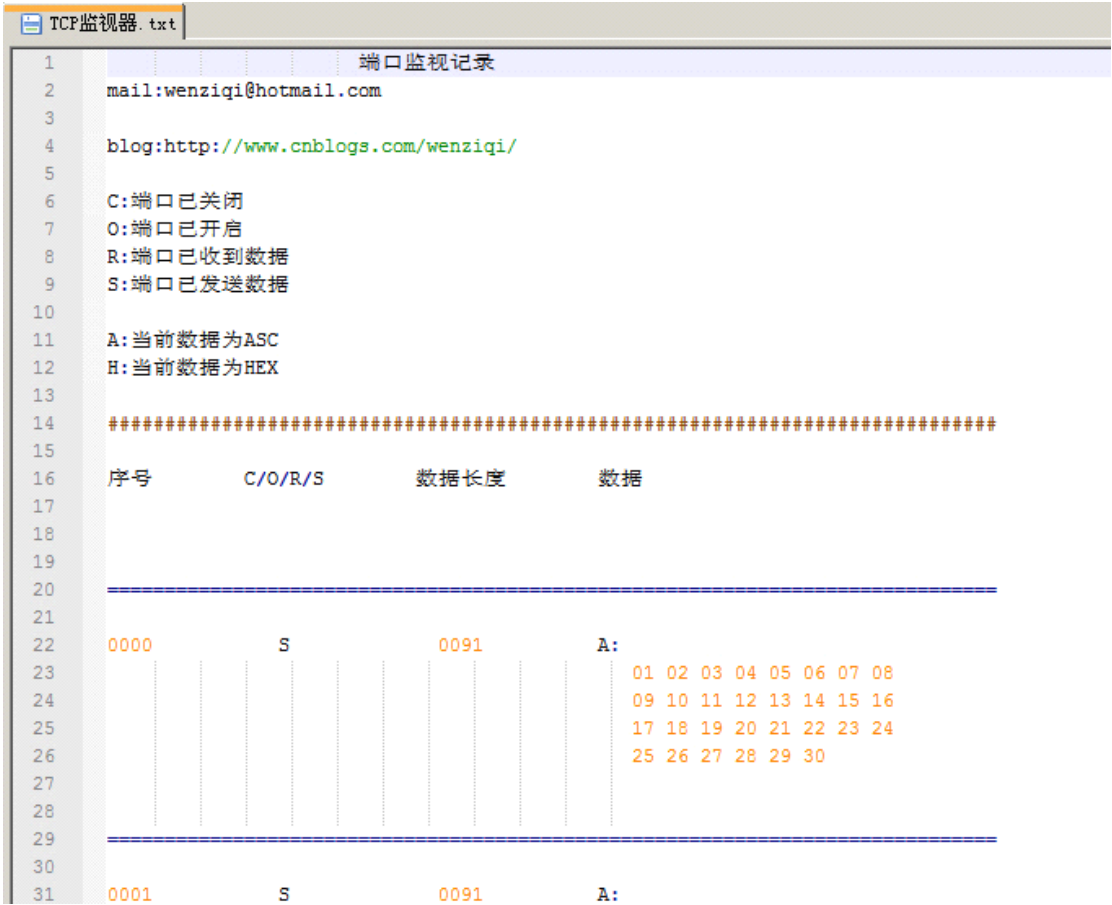 TCP监视器.txt
1 端口监视记录
2 mail:wenziqi@hotmail.com
3
4 blog:http://www.cnblogs.com/wenziqi/
5
6 C:端口已关闭
7 O:端口已开启
8 R:端口已收到数据
9 S:端口已发送数据
10
11 A:当前数据为ASC
12 H:当前数据为HEX
13
14 ##############################################################################
15
16 序号 C/O/R/S 数据长度 数据
17
18
19
20 ==============================================================================
21
22 0000 S 0091 A:
23 01 02 03 04 05 06 07 08
24 09 10 11 12 13 14 15 16
25 17 18 19 20 21 22 23 24
26 25 26 27 28 29 30
27
28
29 ==============================================================================
30
31 0001 S 0091 A: